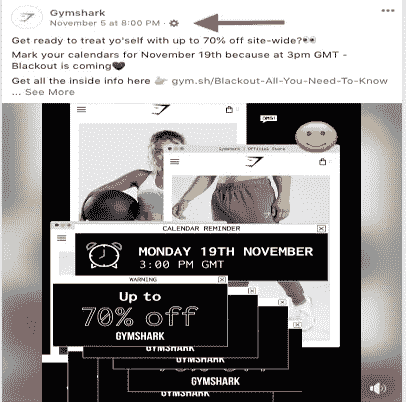 Gymshark
November 5 at 8:00 PM ·
Get ready to treat yo'self with up to 70% off site-wide?👀
Mark your calendars for November 19th because at 3pm GMT -
Blackout is coming🖤
Get all the inside info here 👉 gym.sh/Blackout-All-You-Need-To-Know
... See More
OMG!
Gymshark | Official Store
CALENDAR REMINDER
MONDAY 19TH NOVEMBER
3:00 PM GMT
WARNING
Up to
70% off
GYMSHARK
GYMSHARK
GYMSHARK
GYMSHARK